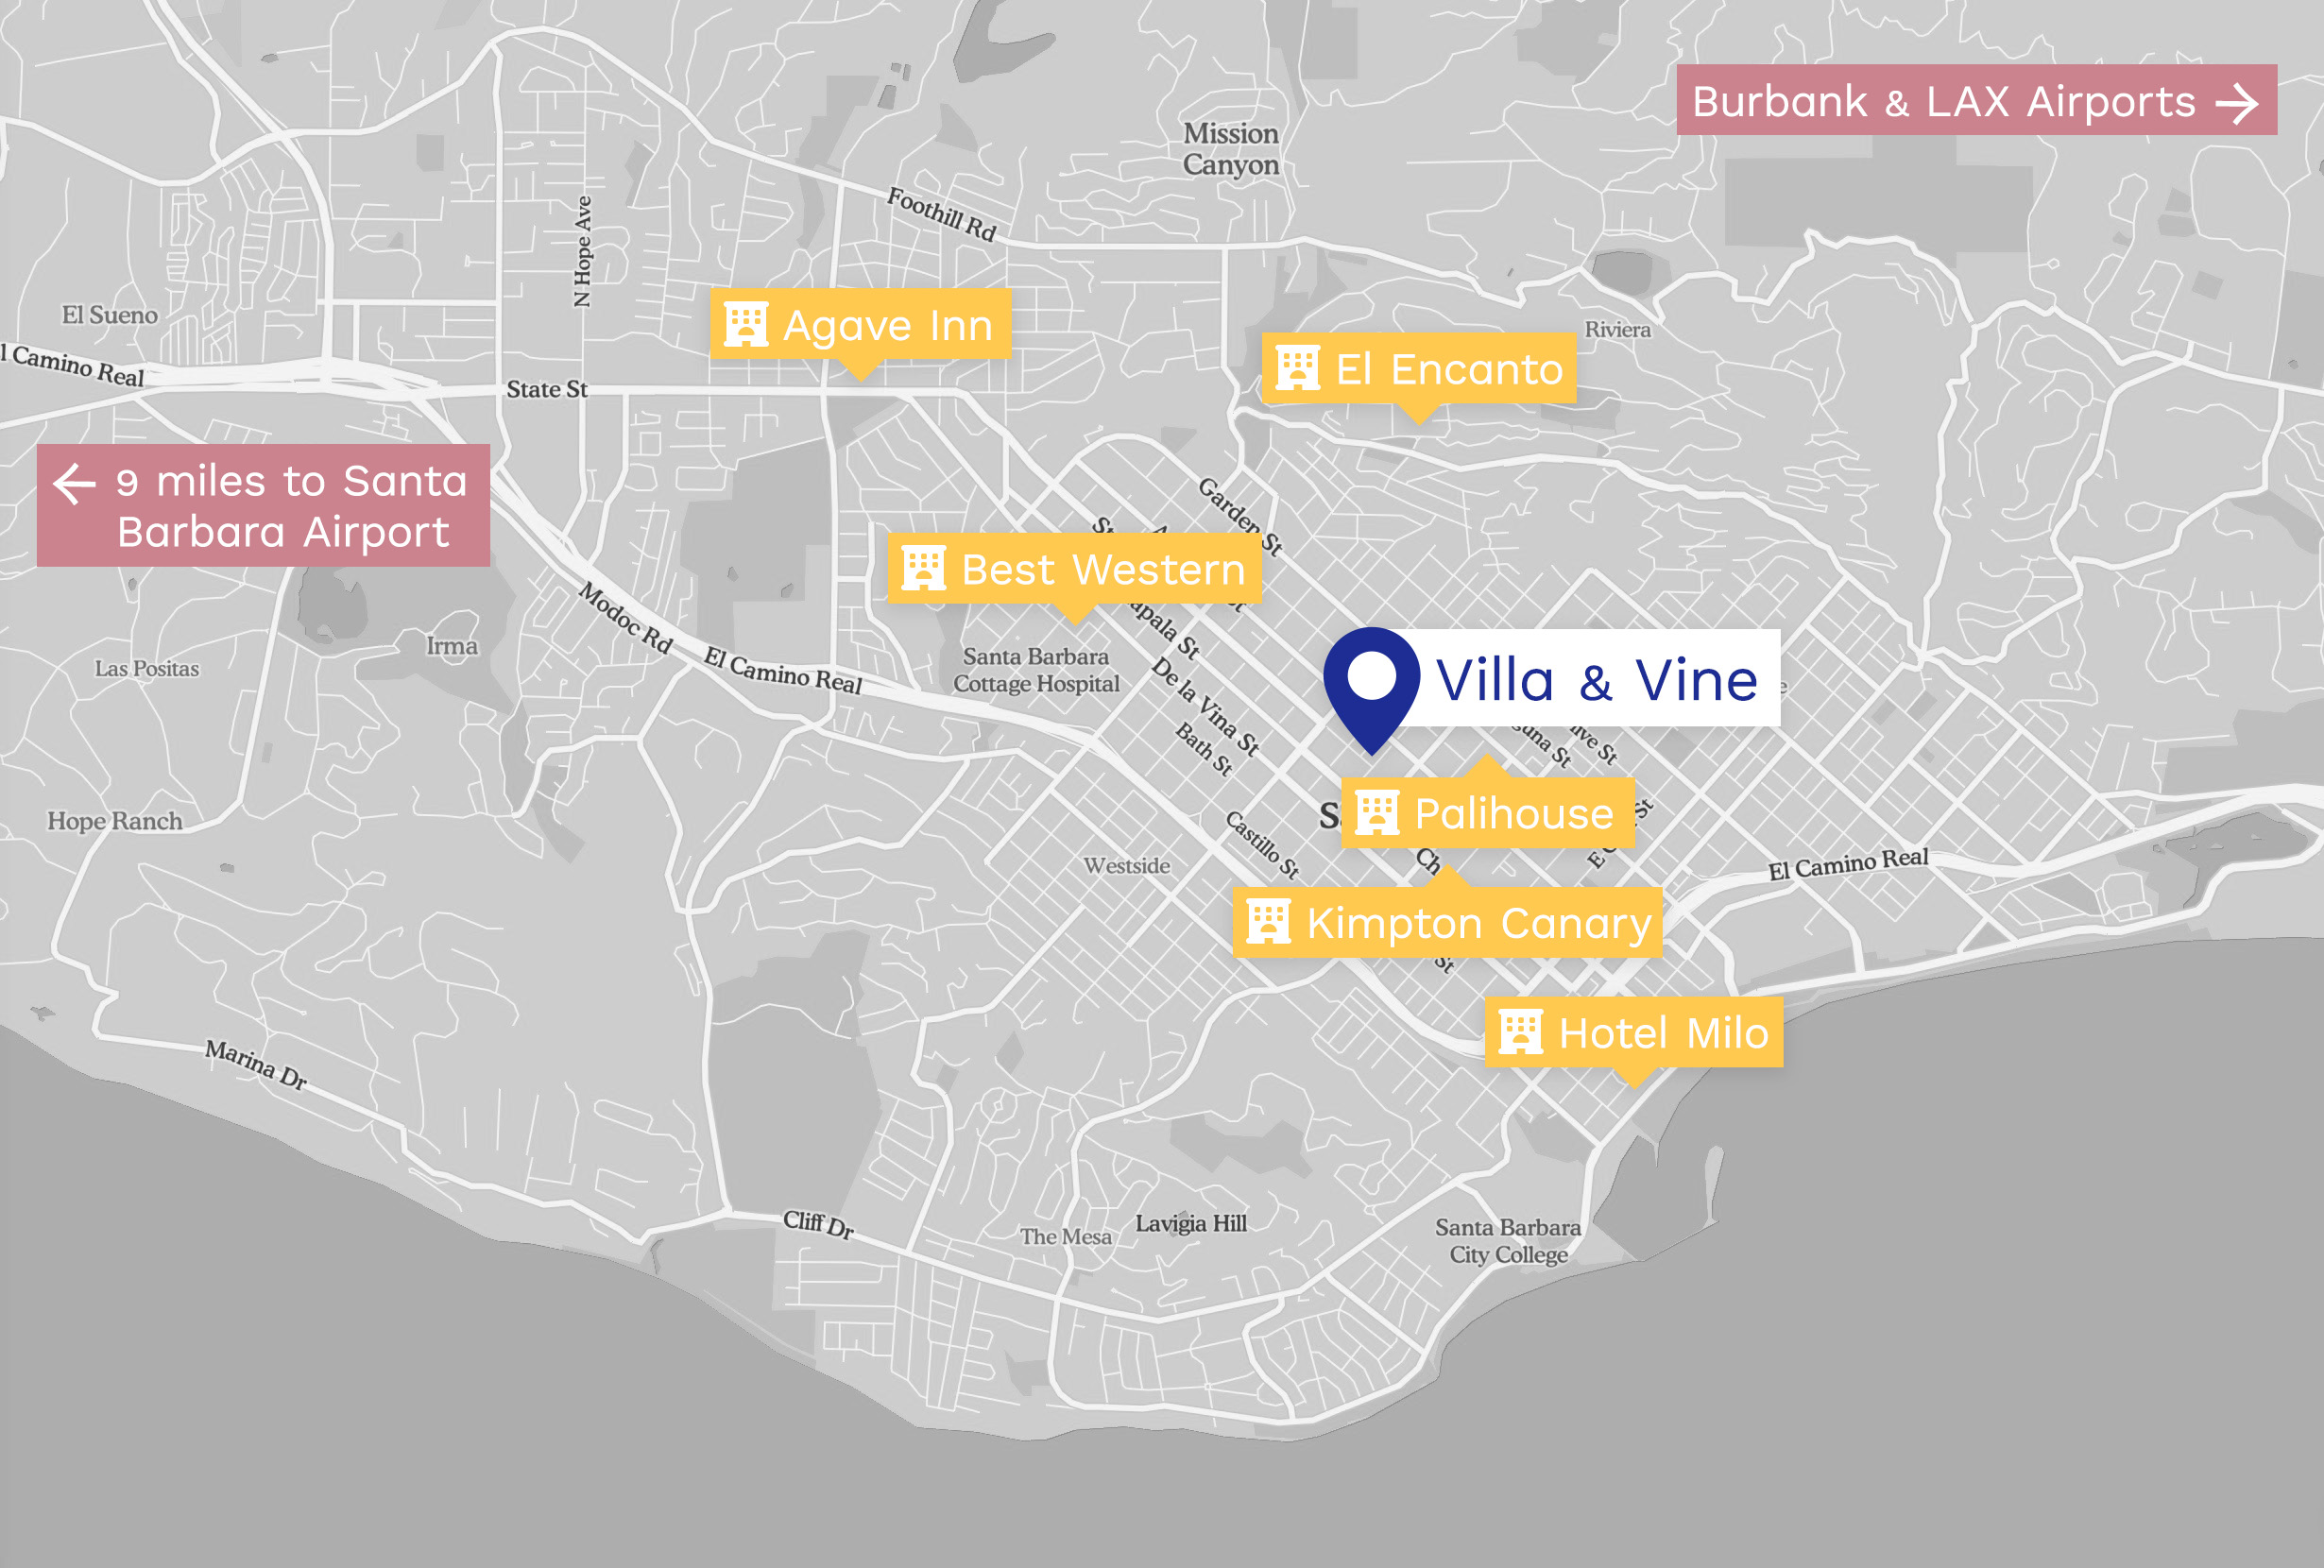 Burbank & LAX Airports
Mission
Canyon
Foothill Rd
N Hope Ave
El Sueno
Agave Inn
Riviera
El Encanto
Camino Real
State St
9 miles to Santa
Barbara Airport
Garden St
Best Western
Modoc Rd
Irma
Las Positas
El Camino Real
Santa Barbara
Cottage Hospital
De la Vina St
Bath St
Villa & Vine
Palihouse
Hope Ranch
Castillo St
Westside
El Camino Real
Kimpton Canary
St
Hotel Milo
Marina Dr
Cliff Dr
The Mesa
Lavigia Hill
Santa Barbara
City College